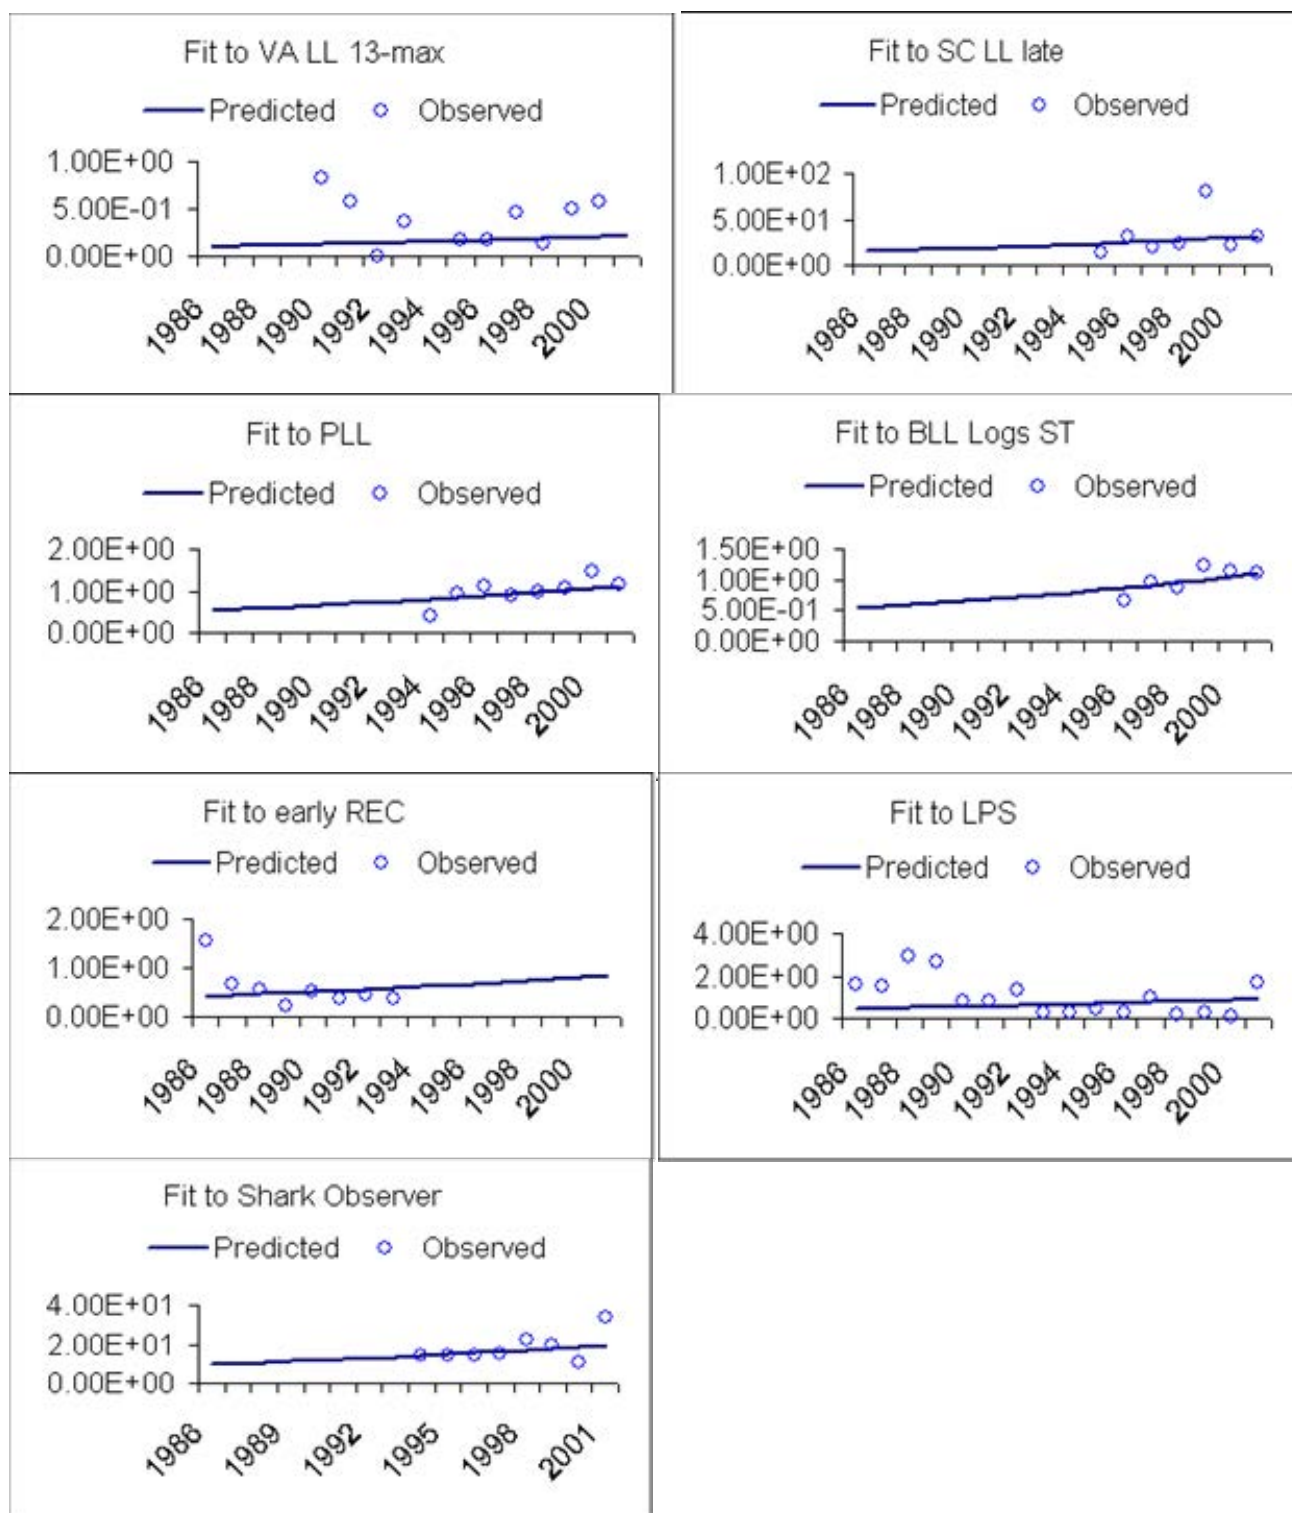 Fit to VA LL 13-max
Predicted Observed
1.00E+00
5.00E-01
0.00E+00
1986 1988 1990 1992 1994 1996 1998 2000
Fit to SC LL late
Predicted Observed
1.00E+02
5.00E+01
0.00E+00
1986 1988 1990 1992 1994 1996 1998 2000
Fit to PLL
Predicted Observed
2.00E+00
1.00E+00
0.00E+00
1986 1988 1990 1992 1994 1996 1998 2000
Fit to BLL Logs ST
Predicted Observed
1.50E+00
1.00E+00
5.00E-01
0.00E+00
1986 1988 1990 1992 1994 1996 1998 2000
Fit to early REC
Predicted Observed
2.00E+00
1.00E+00
0.00E+00
1986 1988 1990 1992 1994 1996 1998 2000
Fit to LPS
Predicted Observed
4.00E+00
2.00E+00
0.00E+00
1986 1988 1990 1992 1994 1996 1998 2000
Fit to Shark Observer
Predicted Observed
4.00E+01
2.00E+01
0.00E+00
1986 1989 1992 1995 1998 2001